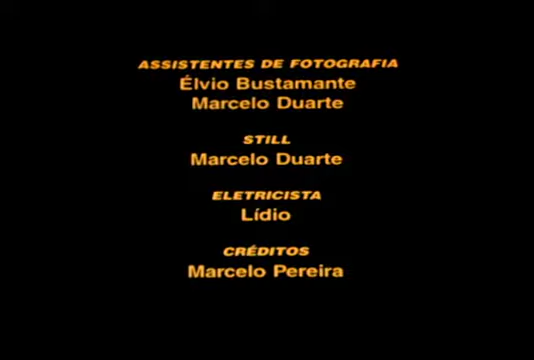 ASSISTENTES DE FOTOGRAFIA
Élvio Bustamante
Marcelo Duarte
STILL
Marcelo Duarte
ELETRICISTA
Lídio
CRÉDITOS
Marcelo Pereira